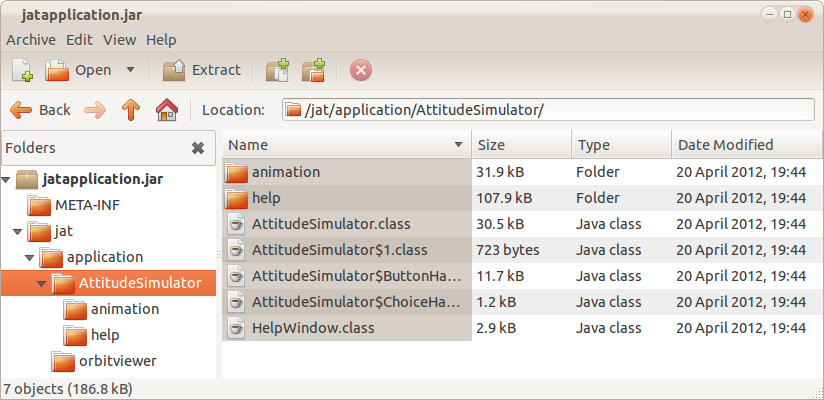 jatapplication.jar
Archive Edit View Help
Open Extract
Back Location: /jat/application/AttitudeSimulator/
Folders
jatapplication.jar
META-INF
jat
application
AttitudeSimulator
animation
help
orbitviewer
Name Size Type Date Modified
animation 31.9 kB Folder 20 April 2012, 19:44
help 107.9 kB Folder 20 April 2012, 19:44
AttitudeSimulator.class 30.5 kB Java class 20 April 2012, 19:44
AttitudeSimulator$1.class 723 bytes Java class 20 April 2012, 19:44
AttitudeSimulator$ButtonHa... 11.7 kB Java class 20 April 2012, 19:44
AttitudeSimulator$ChoiceHa... 1.2 kB Java class 20 April 2012, 19:44
HelpWindow.class 2.9 kB Java class 20 April 2012, 19:44
7 objects (186.8 kB)